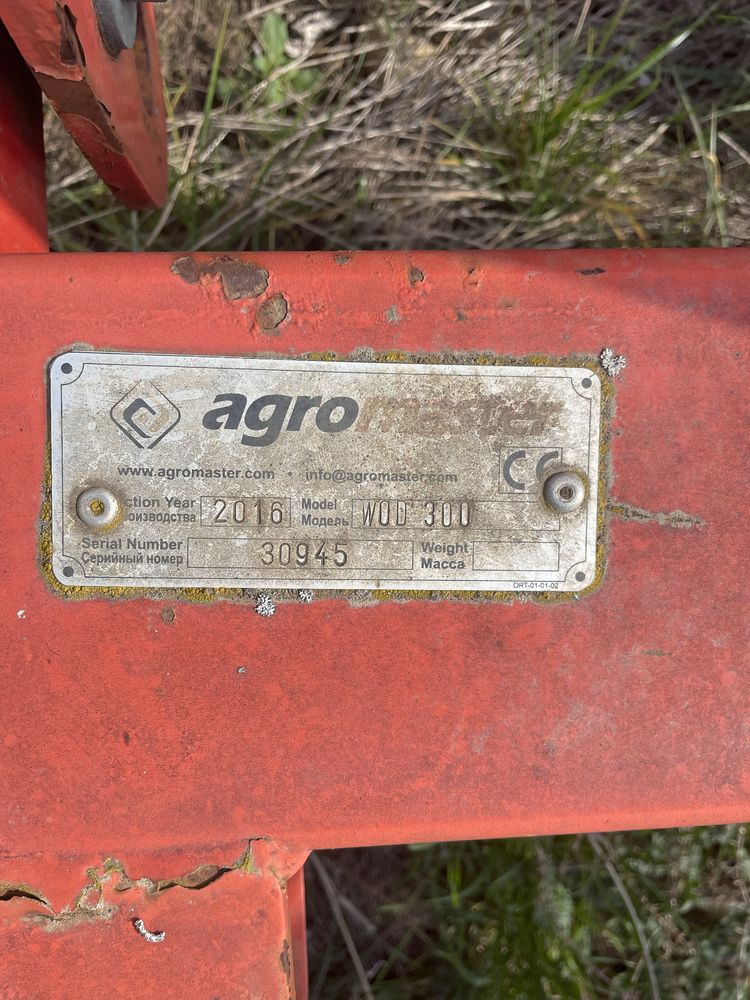 agromaster
www.agromaster.com • info@agromaster.com
CE
ction Year 2016 Model WOD 300
оизводства Модель
Serial Number 30945 Weight
Серийный номер Масса
ORT-01-01-02